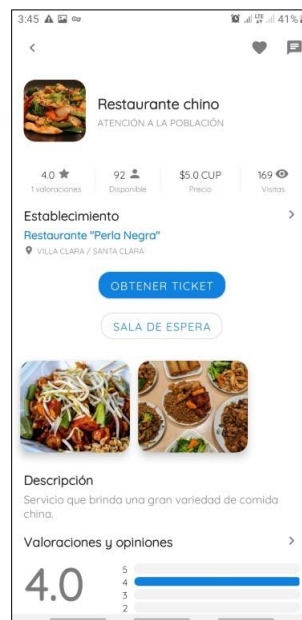 3:45 41%
Restaurante chino
ATENCIÓN A LA POBLACIÓN
4.0 92 $5.0 CUP 169
1 valoraciones Disponible Precio Visitas
Establecimiento
Restaurante "Perla Negra"
VILLA CLARA / SANTA CLARA
OBTENER TICKET
SALA DE ESPERA
Descripción
Servicio que brinda una gran variedad de comida
china.
Valoraciones y opiniones
4.0
5
4
3
2